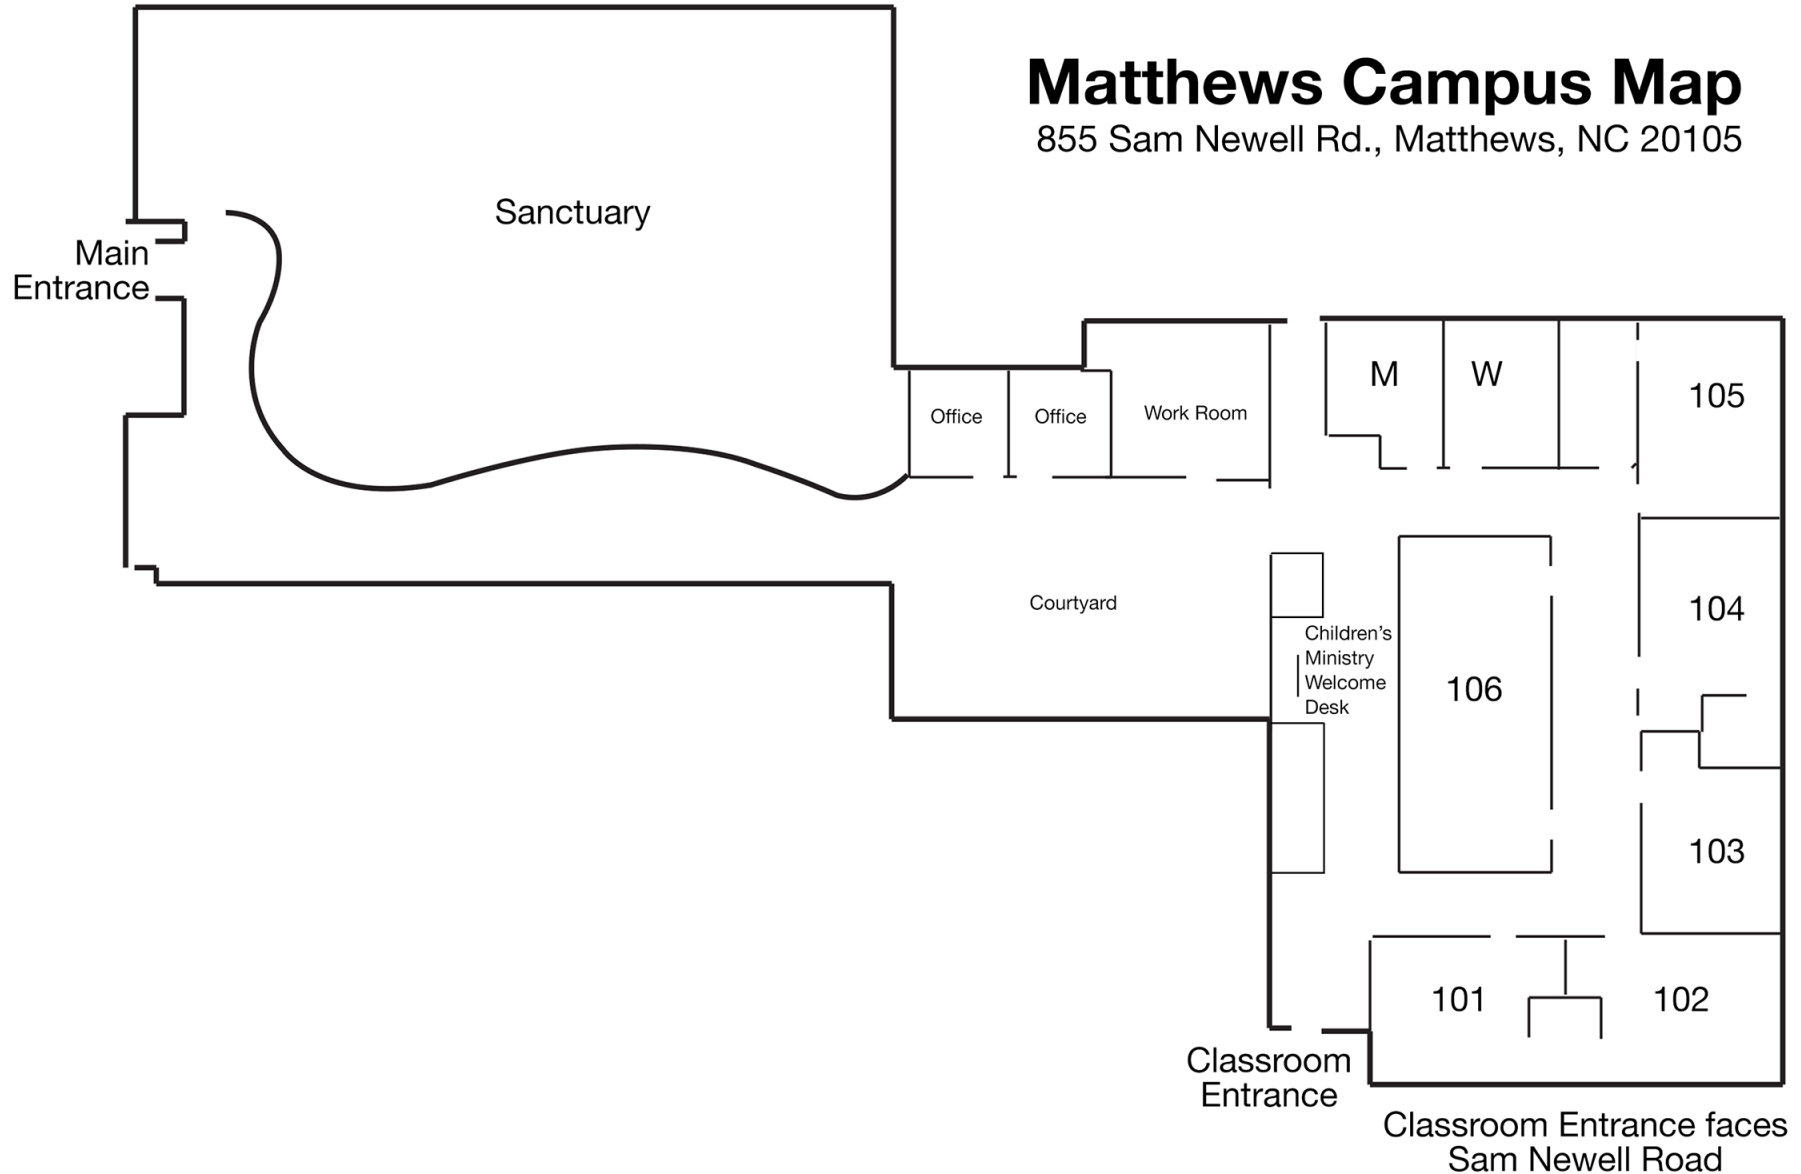 Matthews Campus Map
855 Sam Newell Rd., Matthews, NC 20105
Sanctuary
Main
Entrance
Office
Office
Work Room
M
W
105
Courtyard
Children's
Ministry
Welcome
Desk
106
104
103
101
102
Classroom
Entrance
Classroom Entrance faces
Sam Newell Road